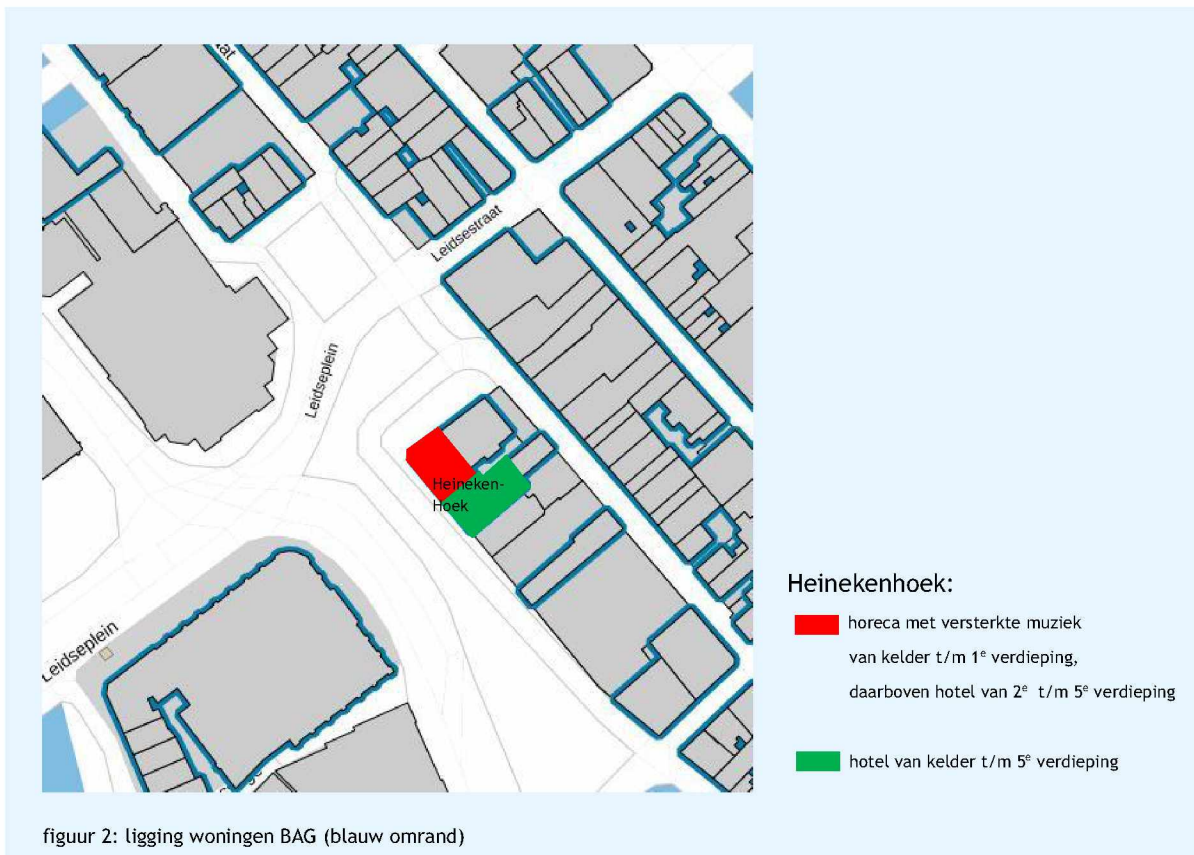 aat
Leidsestraat
Leidseplein
Heineken-
Hoek
Leidseplein
Heinekenhoek:
horeca met versterkte muziek
van kelder t/m 1e verdieping,
daarboven hotel van 2e t/m 5e verdieping
hotel van kelder t/m 5e verdieping
figuur 2: ligging woningen BAG (blauw omrand)